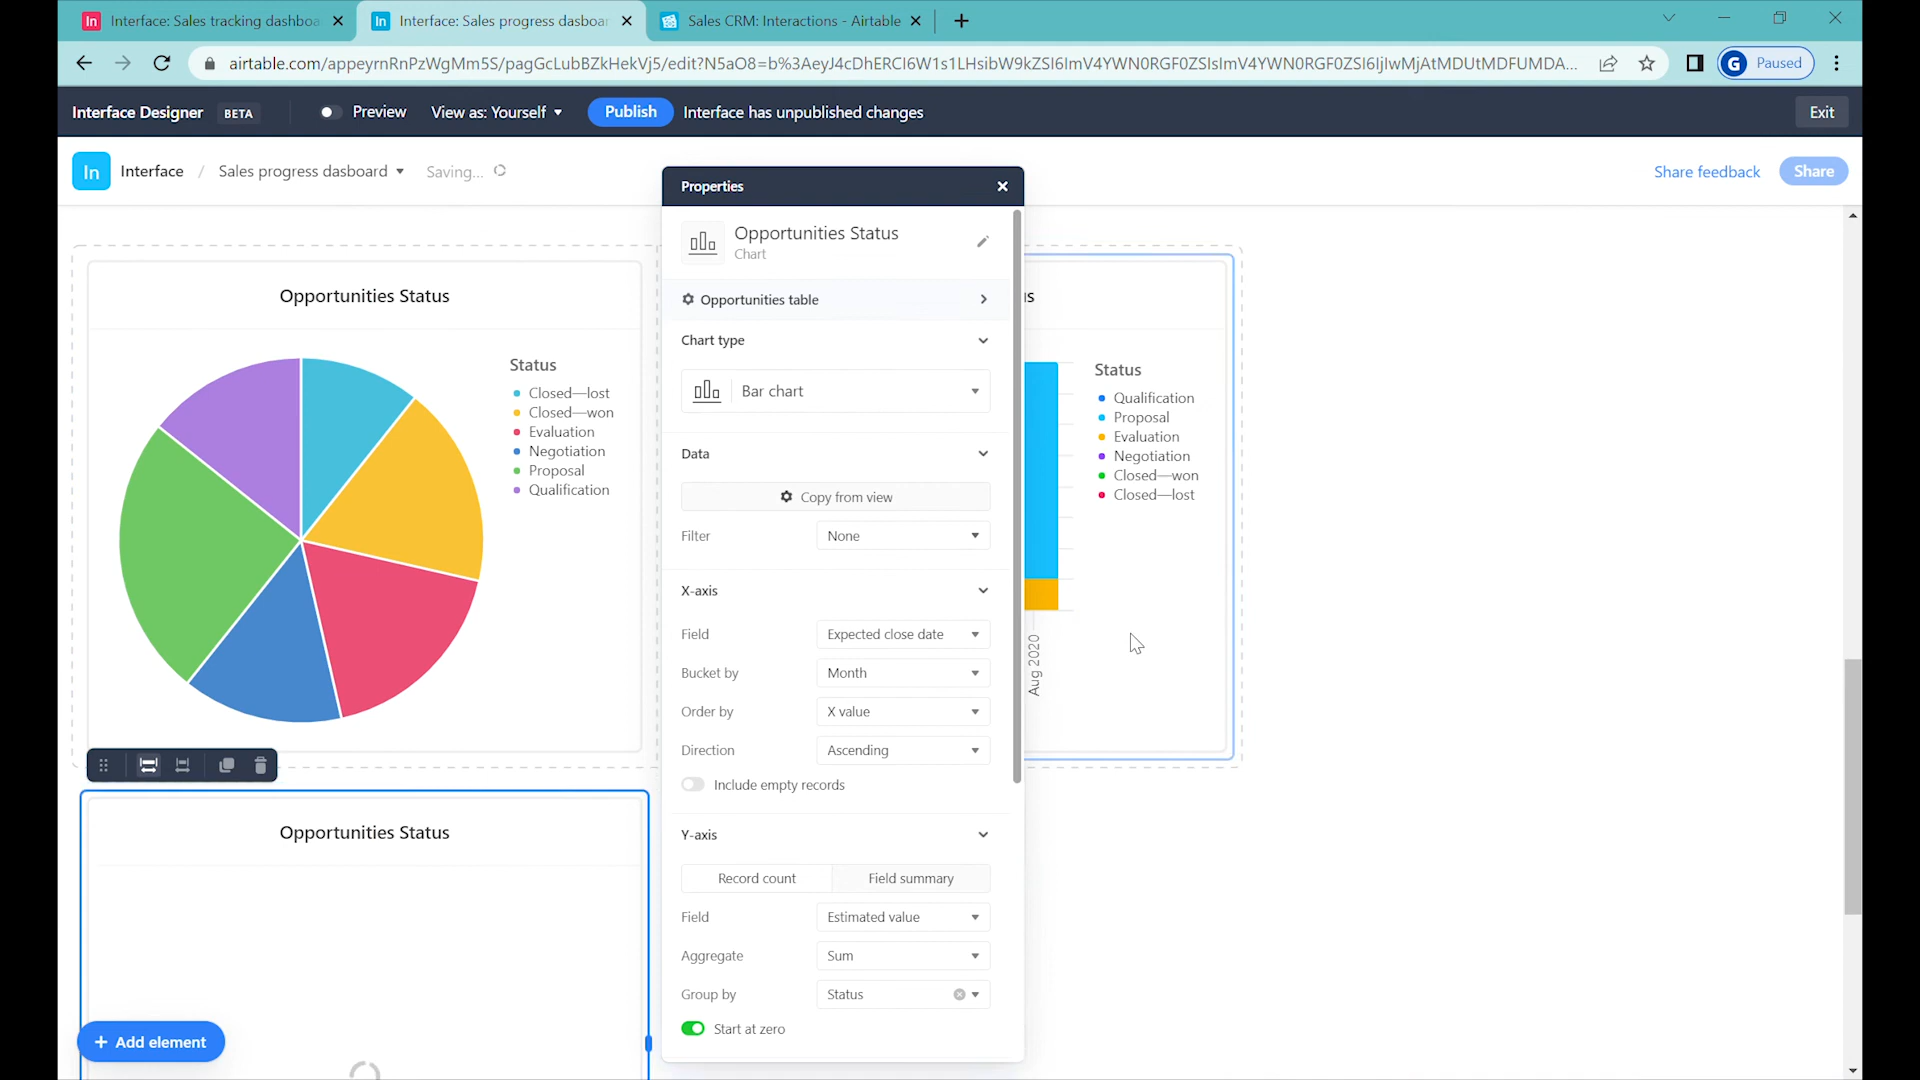 Interface: Sales tracking dashboa
Interface: Sales progress dasboar
Sales CRM: Interactions - Airtable
airtable.com/appeyrnRnPzWgMm5S/pagGcLubBZkHekVj5/edit?N5aO8=b%3AeyJ4cDhERCI6W1s1LHsibW9kZSI6ImV4YWN0RGF0ZSIsImV4YWN0RGF0ZSI6IjIwMjAtMDUtMDFUMDA...
G Paused
Interface Designer BETA
Preview
View as: Yourself
Publish
Interface has unpublished changes
Exit
In Interface / Sales progress dasboard
Saving...
Share feedback
Share
Properties
Opportunities Status
Chart
Opportunities table
Chart type
Bar chart
Data
Copy from view
Filter None
X-axis
Field Expected close date
Bucket by Month
Order by X value
Direction Ascending
Include empty records
Y-axis
Record count Field summary
Field Estimated value
Aggregate Sum
Group by Status
Start at zero
Opportunities Status
Status
Closed—lost
Closed—won
Evaluation
Negotiation
Proposal
Qualification
us
Status
Qualification
Proposal
Evaluation
Negotiation
Closed—won
Closed—lost
Aug 2020
Opportunities Status
+ Add element